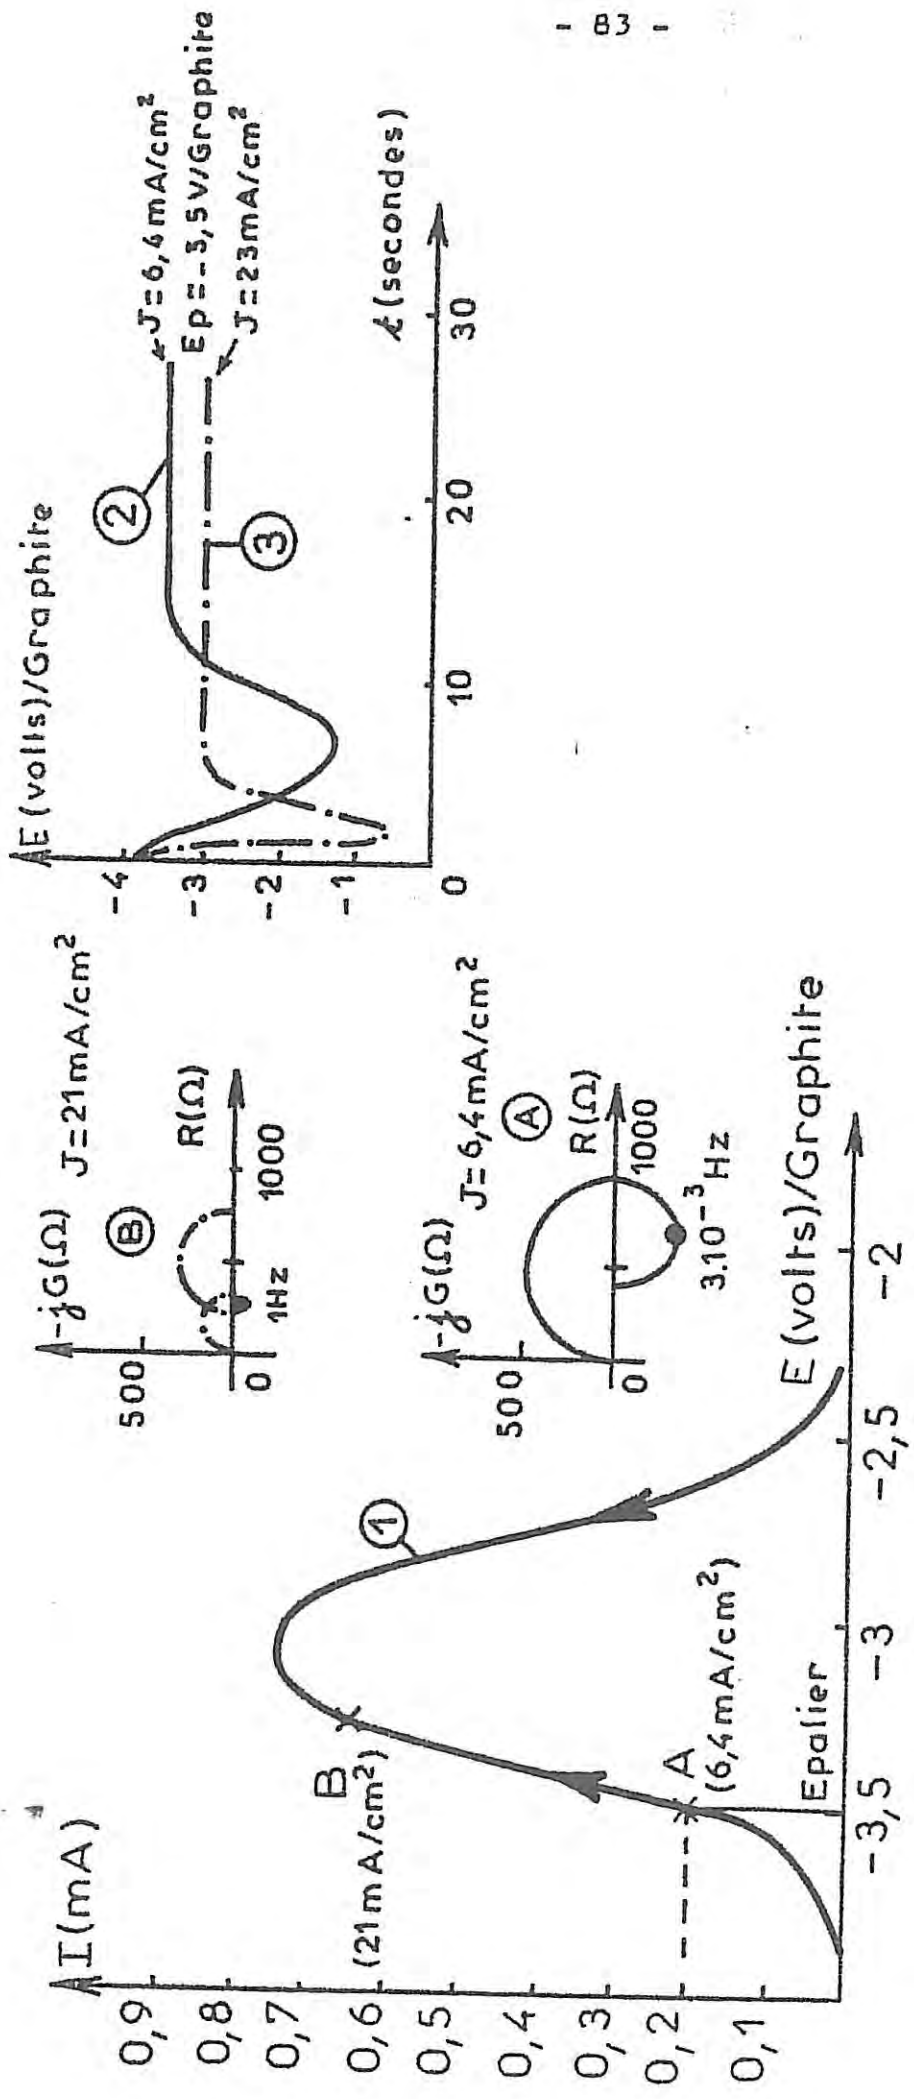 - 83 -
I (mA)
0,9
0,8
0,7
0,6
0,5
0,4
0,3
0,2
0,1
B
(21mA/cm²)
A
(6,4mA/cm²)
Epalier
1
-3,5
-3
-2,5
-2
E (volts)/Graphite
-jG(Ω)
J=21mA/cm²
B
500
R(Ω)
0
1Hz
1000
-jG(Ω)
J=6,4mA/cm²
A
500
R(Ω)
0
1000
3.10⁻³Hz
E (volts)/Graphite
-4
-3
-2
-1
0
10
20
30
t (secondes)
2
3
J=6,4mA/cm²
Ep=-3,5V/Graphite
J=23mA/cm²